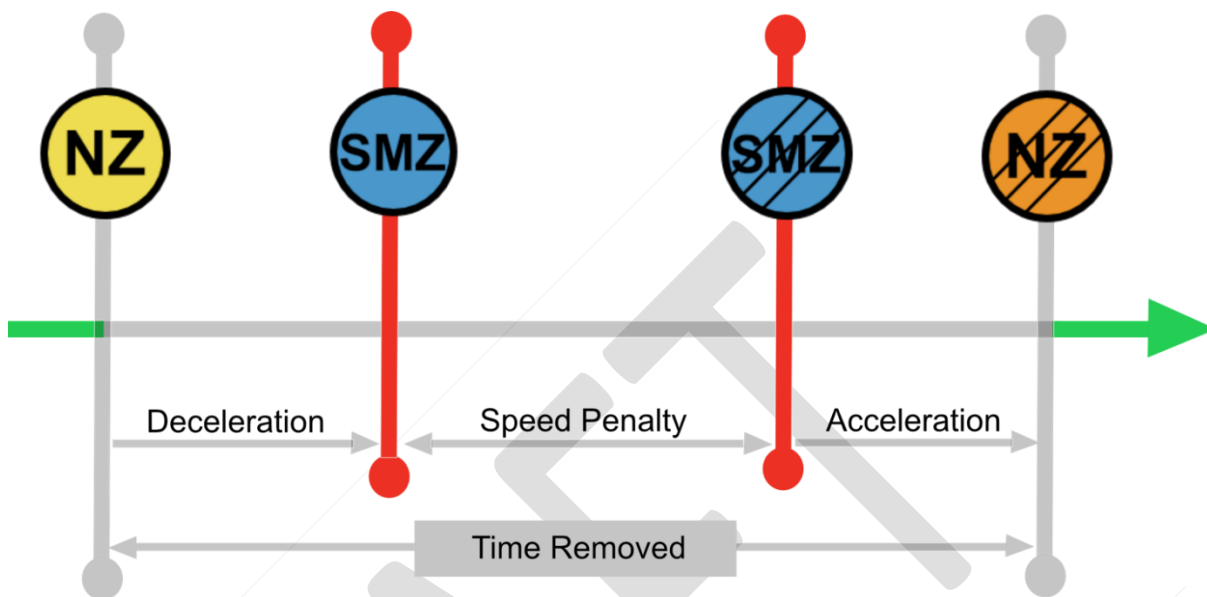 NZ
SMZ
SMZ
NZ
Deceleration
Speed Penalty
Acceleration
Time Removed